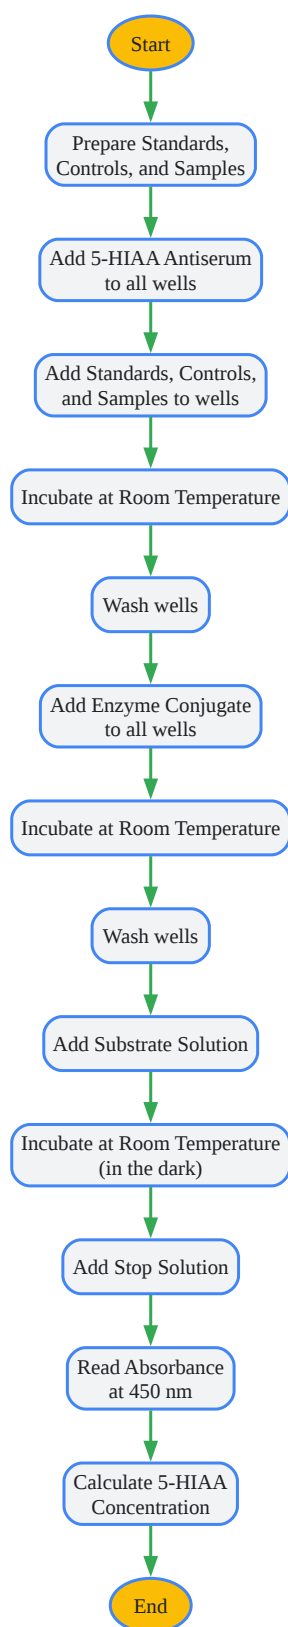 Start
Prepare Standards,
Controls, and Samples
Add 5-HIAA Antiserum
to all wells
Add Standards, Controls,
and Samples to wells
Incubate at Room Temperature
Wash wells
Add Enzyme Conjugate
to all wells
Incubate at Room Temperature
Wash wells
Add Substrate Solution
Incubate at Room Temperature
(in the dark)
Add Stop Solution
Read Absorbance
at 450 nm
Calculate 5-HIAA
Concentration
End